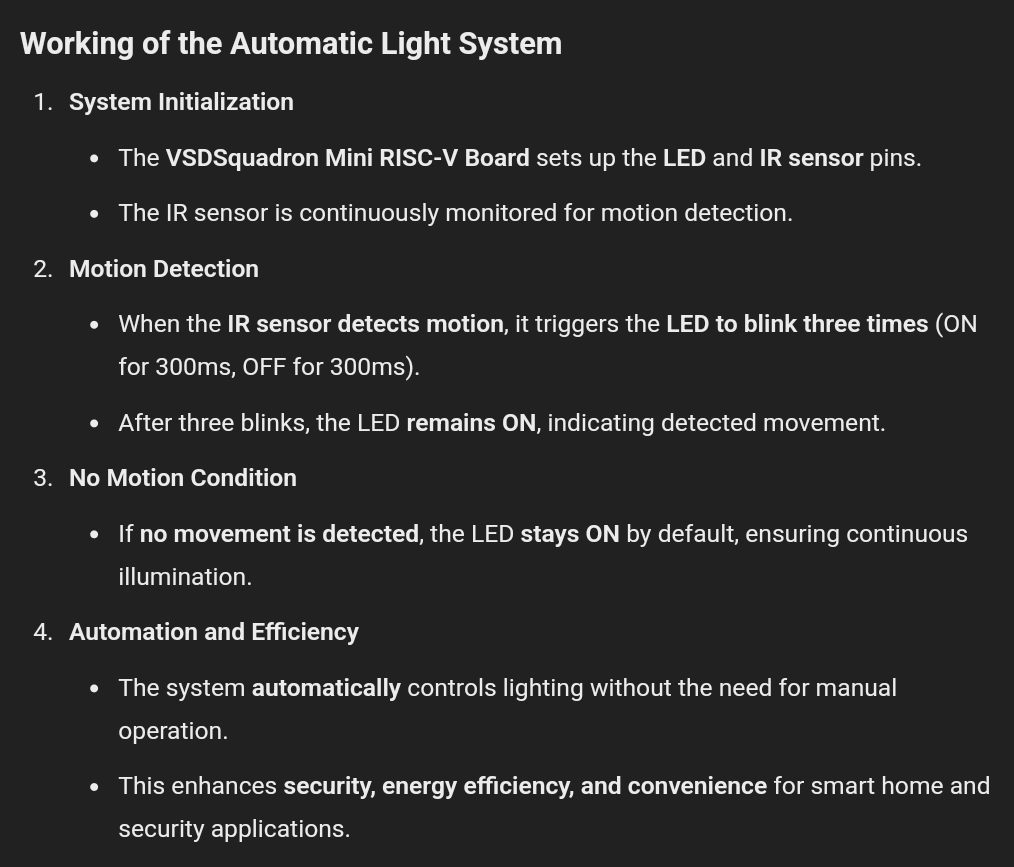 Working of the Automatic Light System
1. System Initialization
• The VSDSquadron Mini RISC-V Board sets up the LED and IR sensor pins.
• The IR sensor is continuously monitored for motion detection.
2. Motion Detection
• When the IR sensor detects motion, it triggers the LED to blink three times (ON
for 300ms, OFF for 300ms).
• After three blinks, the LED remains ON, indicating detected movement.
3. No Motion Condition
• If no movement is detected, the LED stays ON by default, ensuring continuous
illumination.
4. Automation and Efficiency
• The system automatically controls lighting without the need for manual
operation.
• This enhances security, energy efficiency, and convenience for smart home and
security applications.